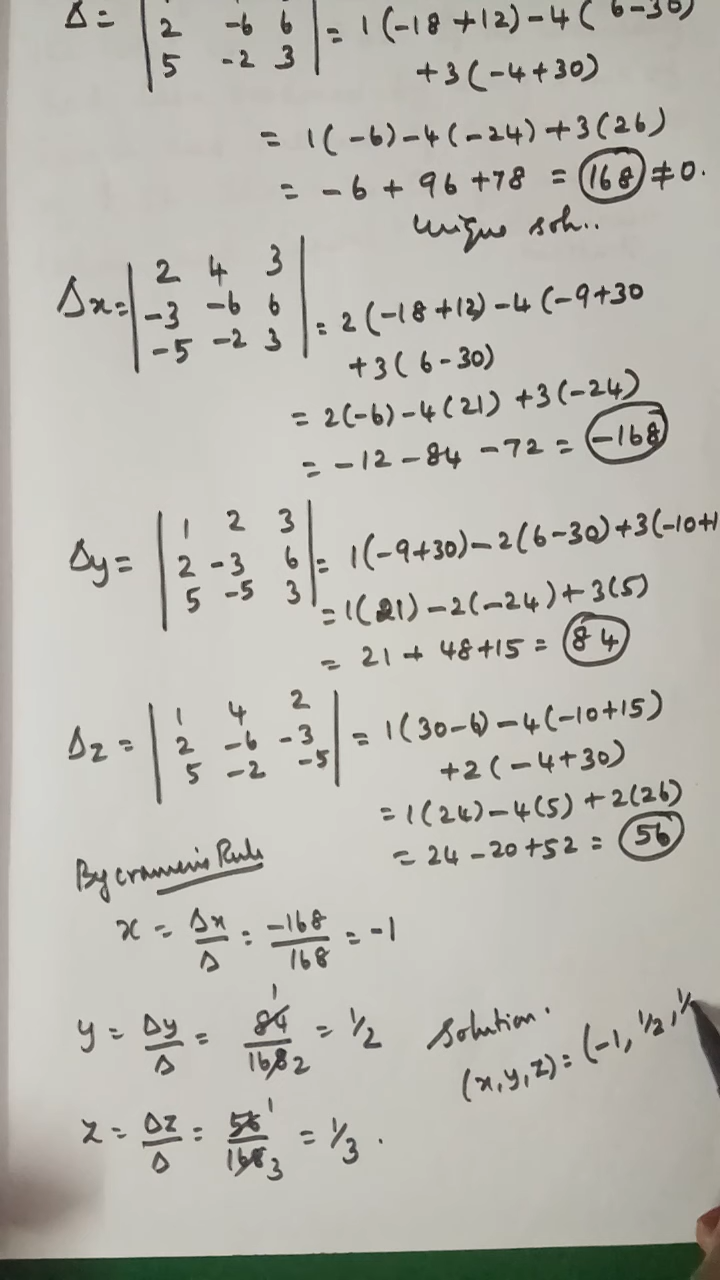 Δ = | 2 -6 6 | = 1(-18+12) - 4(6-30)
5 -2 3 +3(-4+30)
= 1(-6) - 4(-24) + 3(26)
= -6 + 96 + 78 = 168 ≠ 0.
unique soln..
Δx = | 2 4 3
-3 -6 6 | = 2(-18+12) - 4(-9+30
-5 -2 3
+3(6-30)
= 2(-6) - 4(21) + 3(-24)
= -12 - 84 - 72 = -168
Δy = | 1 2 3
2 -3 6 | = 1(-9+30) - 2(6-30) + 3(-10+1
5 -5 3
= 1(21) - 2(-24) + 3(5)
= 21 + 48 + 15 = 84
Δz = | 1 4 2
2 -6 -3 | = 1(30-6) - 4(-10+15)
5 -2 -5
+2(-4+30)
= 1(24) - 4(5) + 2(26)
= 24 - 20 + 52 = 56
By cramer's Rule
x = Δx/Δ = -168/168 = -1
y = Δy/Δ = 84/168 1 2 = 1/2
Solution.
(x,y,z) = (-1, 1/2, 1/
z = Δz/Δ = 56/168 1 3 = 1/3.